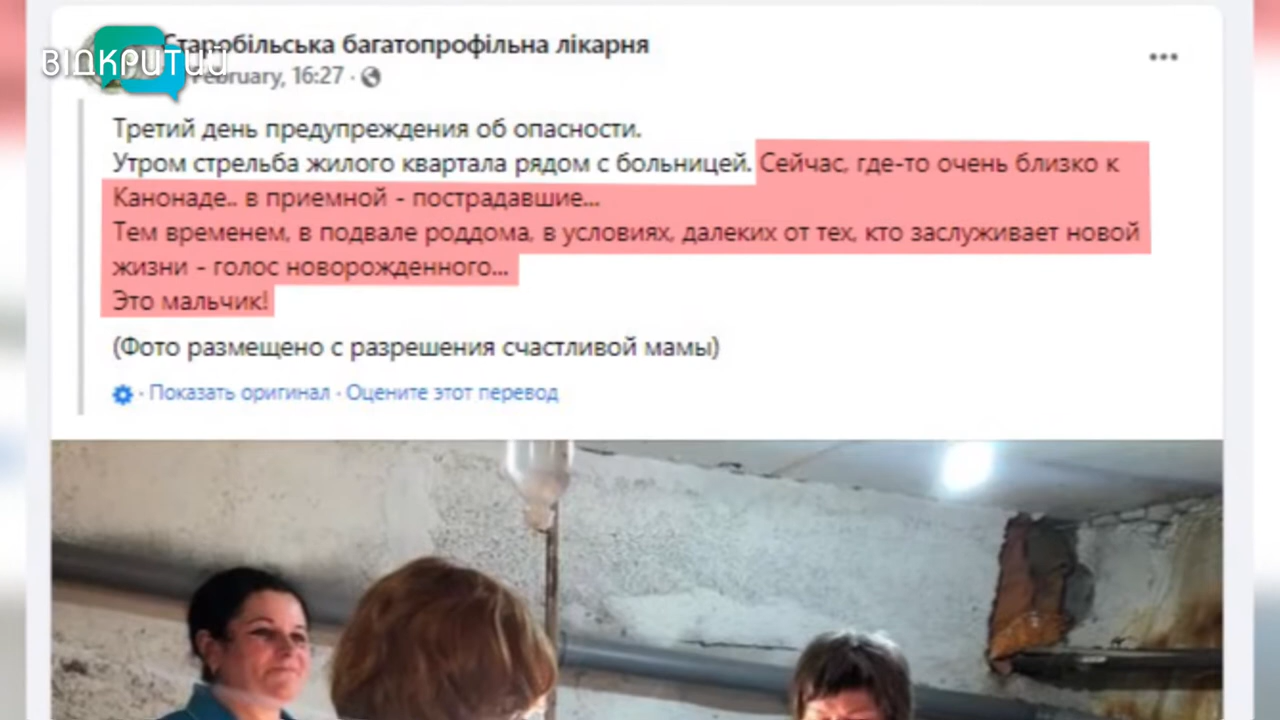 ВІДКРИТИЙ
Старобільська багатопрофільна лікарня
February, 16:27
Третий день предупреждения об опасности.
Утром стрельба жилого квартала рядом с больницей. Сейчас, где-то очень близко к
Канонаде.. в приемной - пострадавшие...
Тем временем, в подвале роддома, в условиях, далеких от тех, кто заслуживает новой
жизни - голос новорожденного...
Это мальчик!
(Фото размещено с разрешения счастливой мамы)
· Показать оригинал · Оцените этот перевод